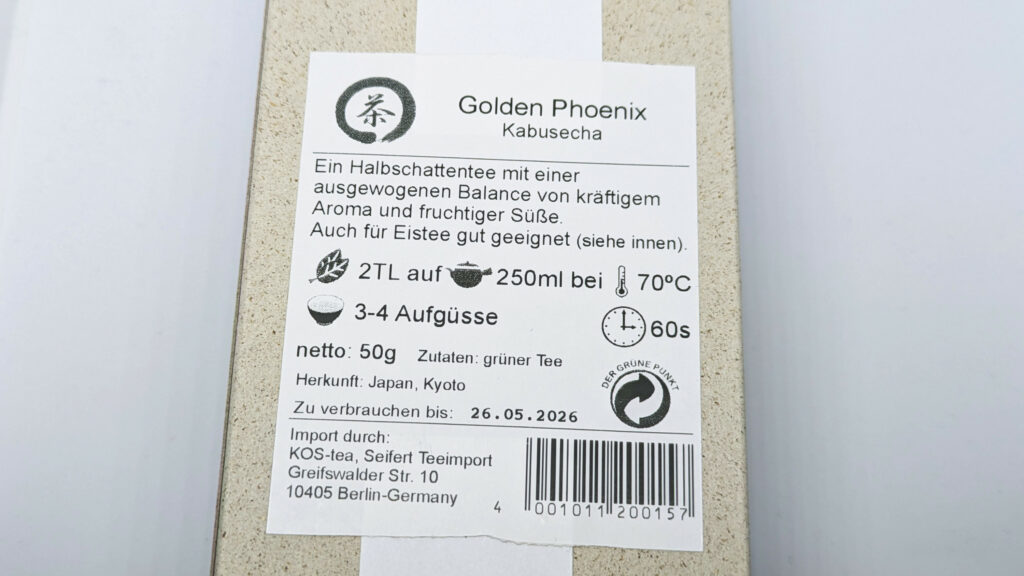 茶
Golden Phoenix
Kabusecha
Ein Halbschattentee mit einer
ausgewogenen Balance von kräftigem
Aroma und fruchtiger Süße.
Auch für Eistee gut geeignet (siehe innen).
2TL auf 250ml bei 70ºC
3-4 Aufgüsse 60s
netto: 50g Zutaten: grüner Tee
DER GRÜNE PUNKT
Herkunft: Japan, Kyoto
Zu verbrauchen bis: 26.05.2026
Import durch:
KOS-tea, Seifert Teeimport
Greifswalder Str. 10
10405 Berlin-Germany
4 001011 200157